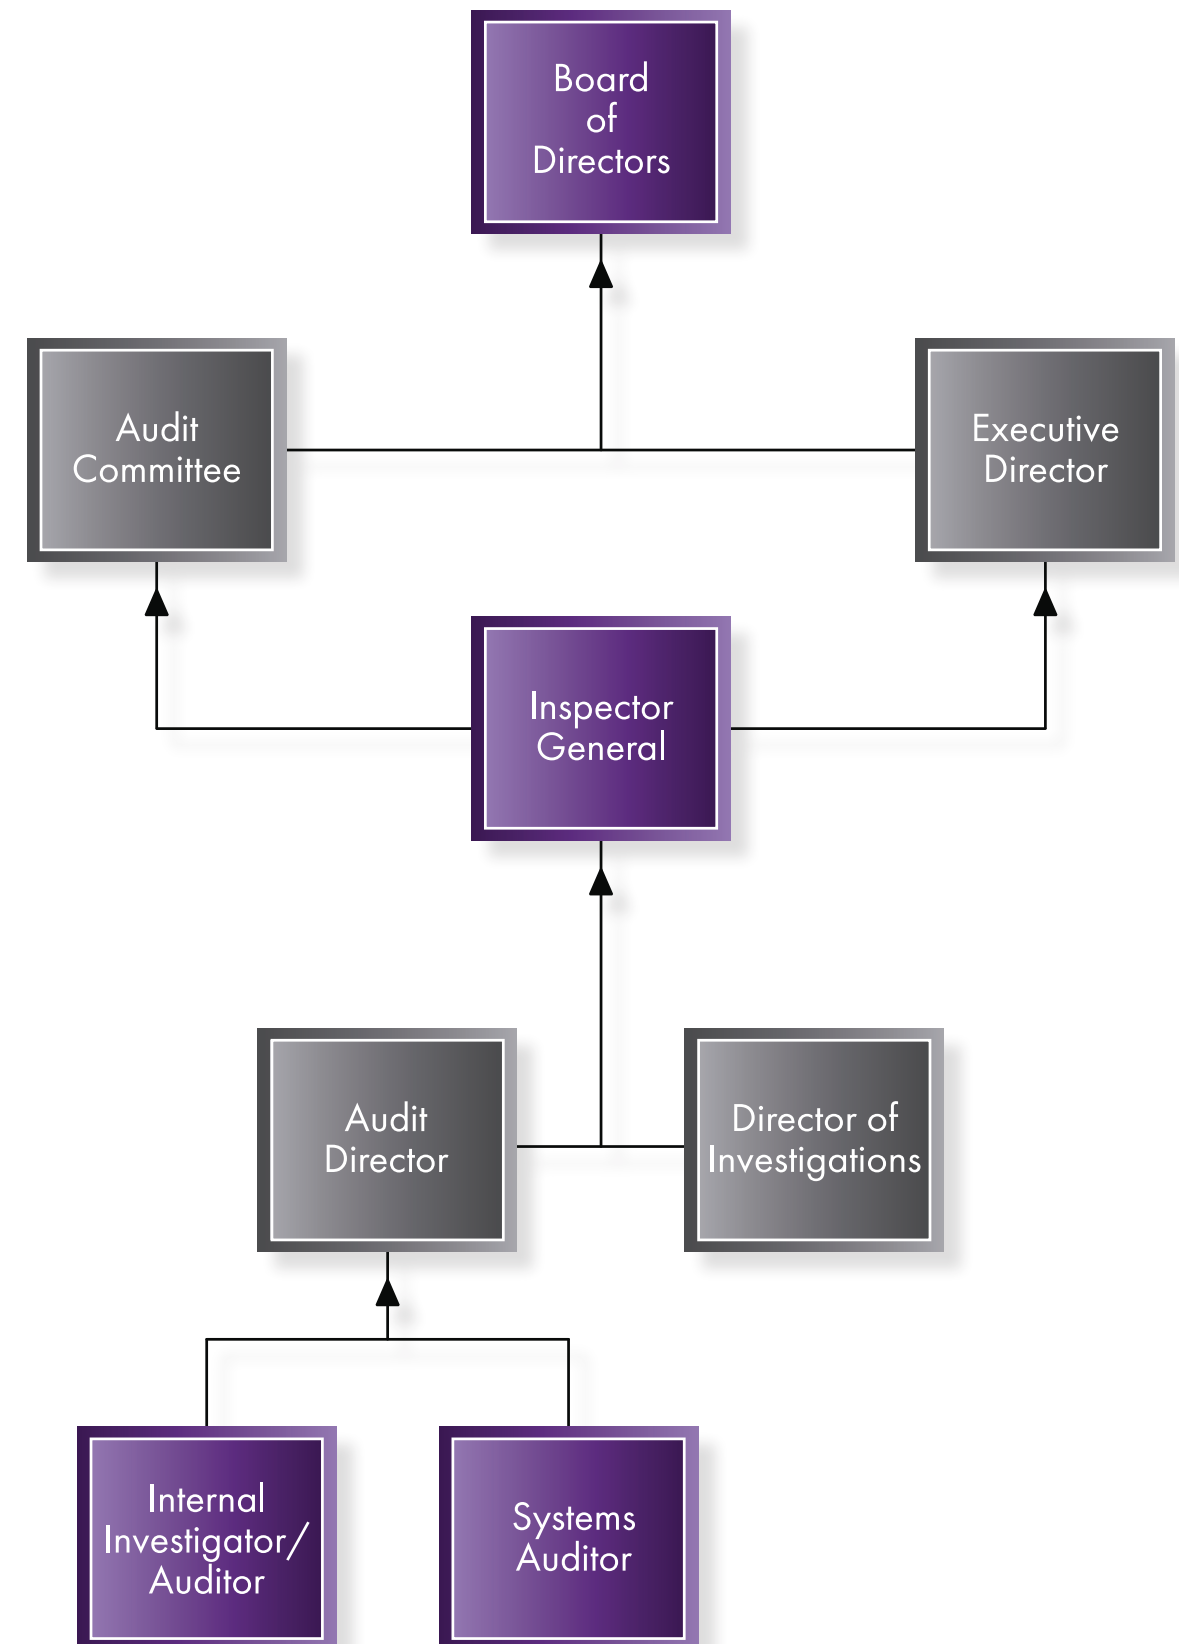 Board
of
Directors
Audit
Committee
Executive
Director
Inspector
General
Audit
Director
Director of
Investigations
Internal
Investigator/
Auditor
Systems
Auditor